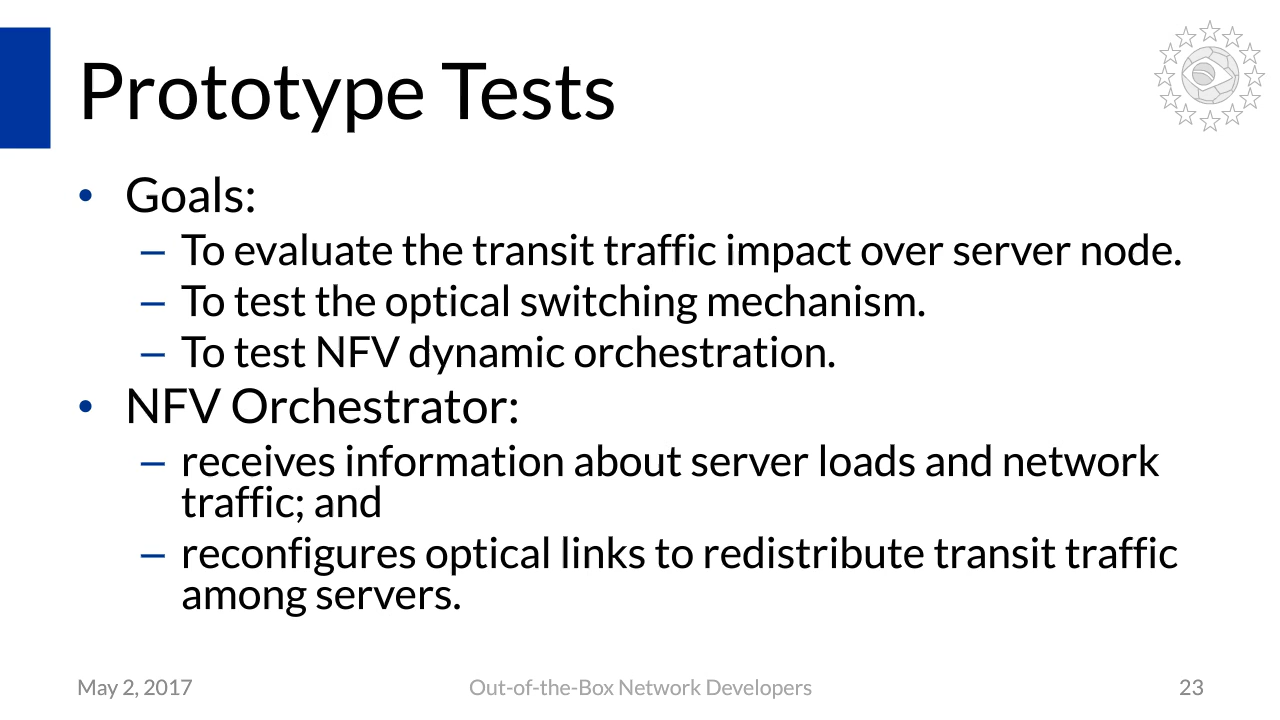 Prototype Tests
• Goals:
– To evaluate the transit traffic impact over server node.
– To test the optical switching mechanism.
– To test NFV dynamic orchestration.
• NFV Orchestrator:
– receives information about server loads and network
traffic; and
– reconfigures optical links to redistribute transit traffic
among servers.
May 2, 2017
Out-of-the-Box Network Developers
23